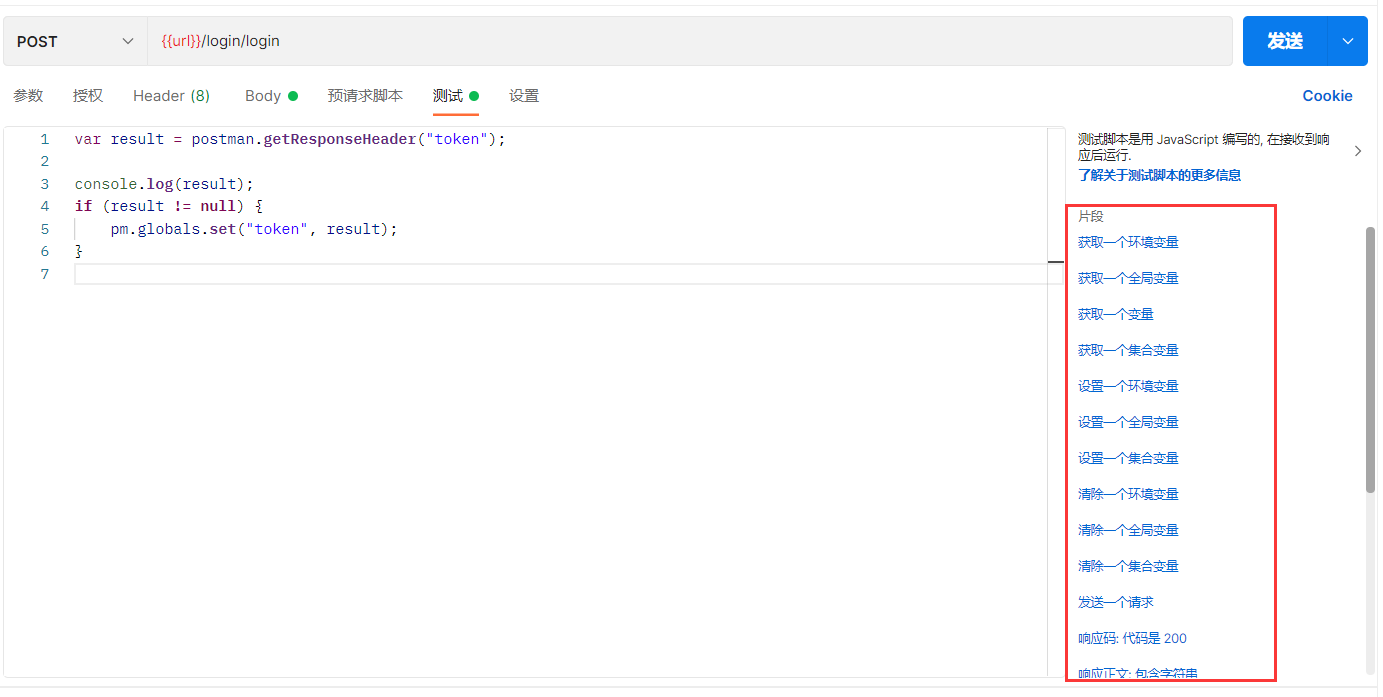 POST
{{url}}/login/login
发送
参数
授权
Header (8)
Body
预请求脚本
测试
设置
Cookie
1 var result = postman.getResponseHeader("token");
2
3 console.log(result);
4 if (result != null) {
5 pm.globals.set("token", result);
6 }
7
测试脚本是用 JavaScript 编写的, 在接收到响
应后运行.
了解关于测试脚本的更多信息
片段
获取一个环境变量
获取一个全局变量
获取一个变量
获取一个集合变量
设置一个环境变量
设置一个全局变量
设置一个集合变量
清除一个环境变量
清除一个全局变量
清除一个集合变量
发送一个请求
响应码: 代码是 200
响应正文: 包含字符串